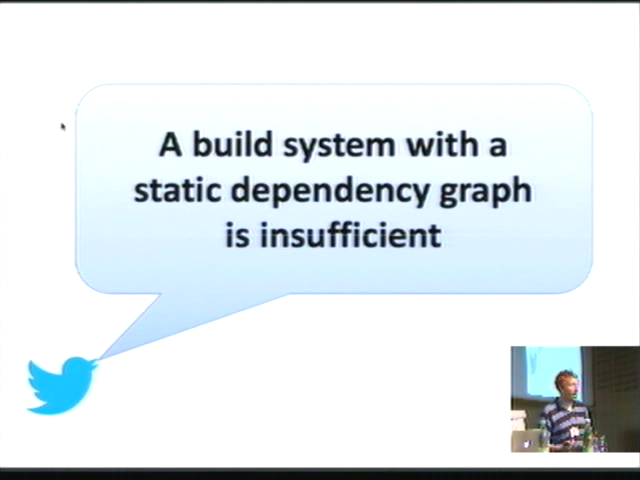 A build system with a
static dependency graph
is insufficient